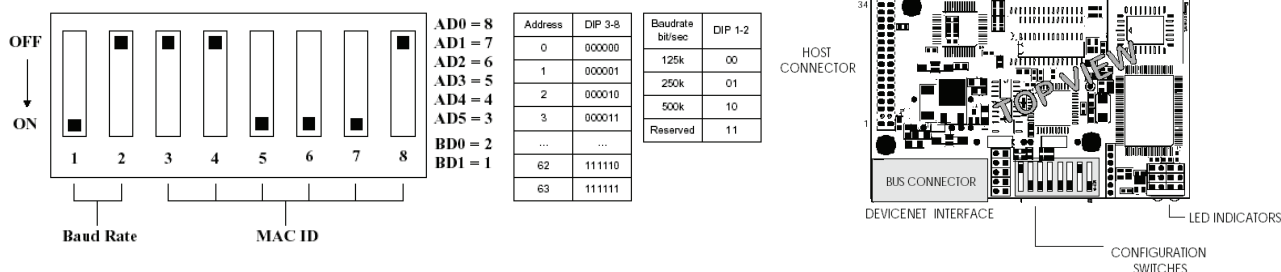 OFF
ON
1 2 3 4 5 6 7 8
Baud Rate
MAC ID
AD0 = 8
AD1 = 7
AD2 = 6
AD3 = 5
AD4 = 4
AD5 = 3
BD0 = 2
BD1 = 1
Address DIP 3-8
0 000000
1 000001
2 000010
3 000011
... ...
62 111110
63 111111
Baudrate bit/sec DIP 1-2
125k 00
250k 01
500k 10
Reserved 11
34
HOST
CONNECTOR
1
TOP VIEW
BUS CONNECTOR
DEVICENET INTERFACE
LED INDICATORS
CONFIGURATION
SWITCHES